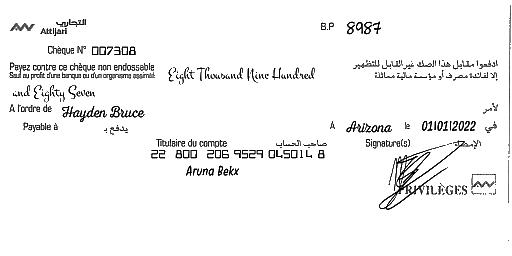 التجاري
Attijari
B.P 8987
Chèque N° 007308
Payez contre ce chèque non endossable
Seul au profit d'une banque ou d'un organisme assimilé
Eight Thousand Nine Hundred
ادفعوا مقابل هذا الصك غير القابل للتظهير
إلا لفائدة مصرف أو مؤسسة مالية مماثلة
and Eighty Seven
A l'ordre de Hayden Bruce
لأمر
Payable à يدفع بـ
A Arizona le 01/01/2022 في
Titulaire du compte صاحب الحساب
Signature(s) الإمضاء
22 800 206 9529 045014 8
Aruna Bekx
PRIVILÈGES